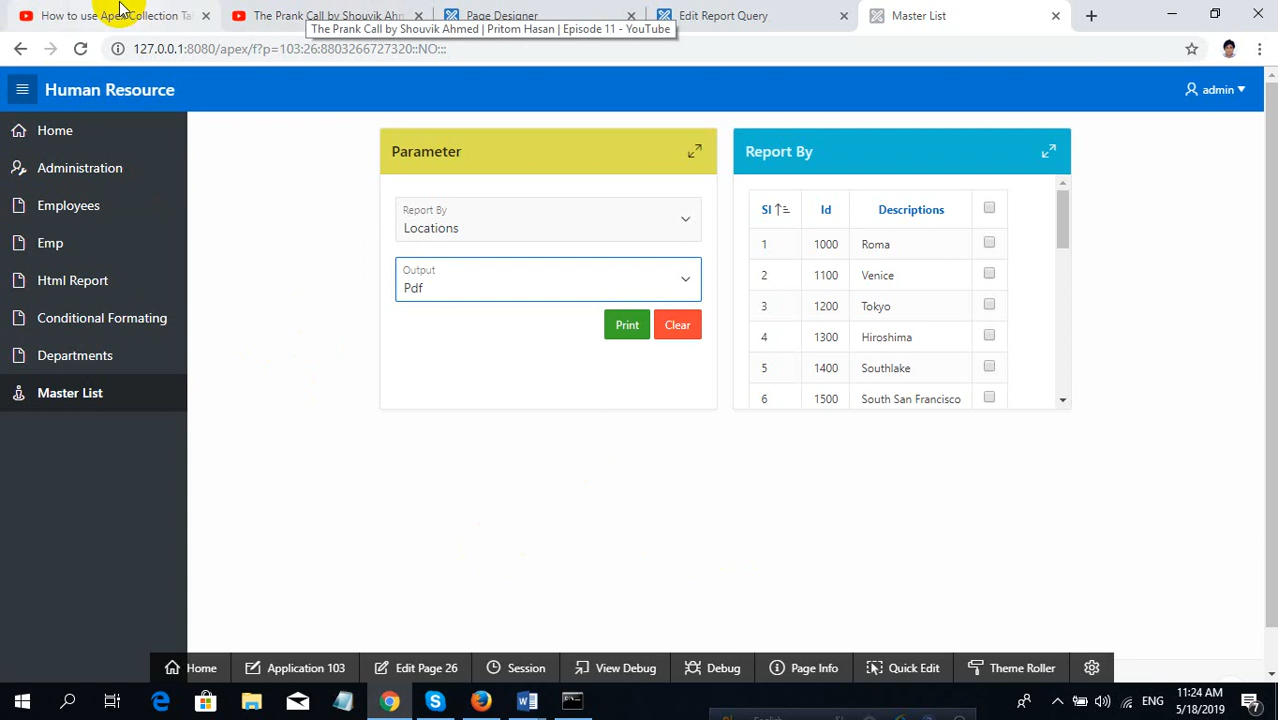 How to use Apex Collection Ta
The Prank Call by Shouvik Ahm
Page Designer
Edit Report Query
Master List
The Prank Call by Shouvik Ahmed | Pritom Hasan | Episode 11 - YouTube
127.0.0.1:8080/apex/f?p=103:26:8803266727320::NO:::
Human Resource
admin
Home
Administration
Employees
Emp
Html Report
Conditional Formating
Departments
Master List
Parameter
Report By
Locations
Output
Pdf
Print Clear
Report By
Sl Id Descriptions
1 1000 Roma
2 1100 Venice
3 1200 Tokyo
4 1300 Hiroshima
5 1400 Southlake
6 1500 South San Francisco
Home Application 103 Edit Page 26 Session View Debug Debug Page Info Quick Edit Theme Roller
ENG
11:24 AM
5/18/2019
7